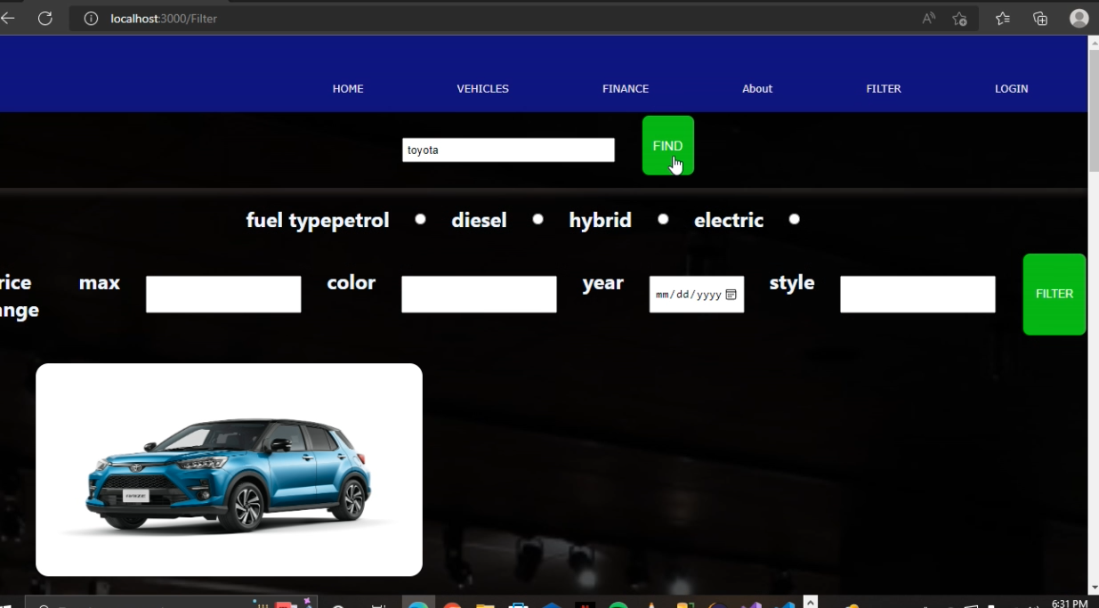 localhost:3000/Filter
HOME VEHICLES FINANCE About FILTER LOGIN
toyota FIND
fuel typepetrol diesel hybrid electric
rice max color year mm/dd/yyyy style FILTER
ange
6:31 PM